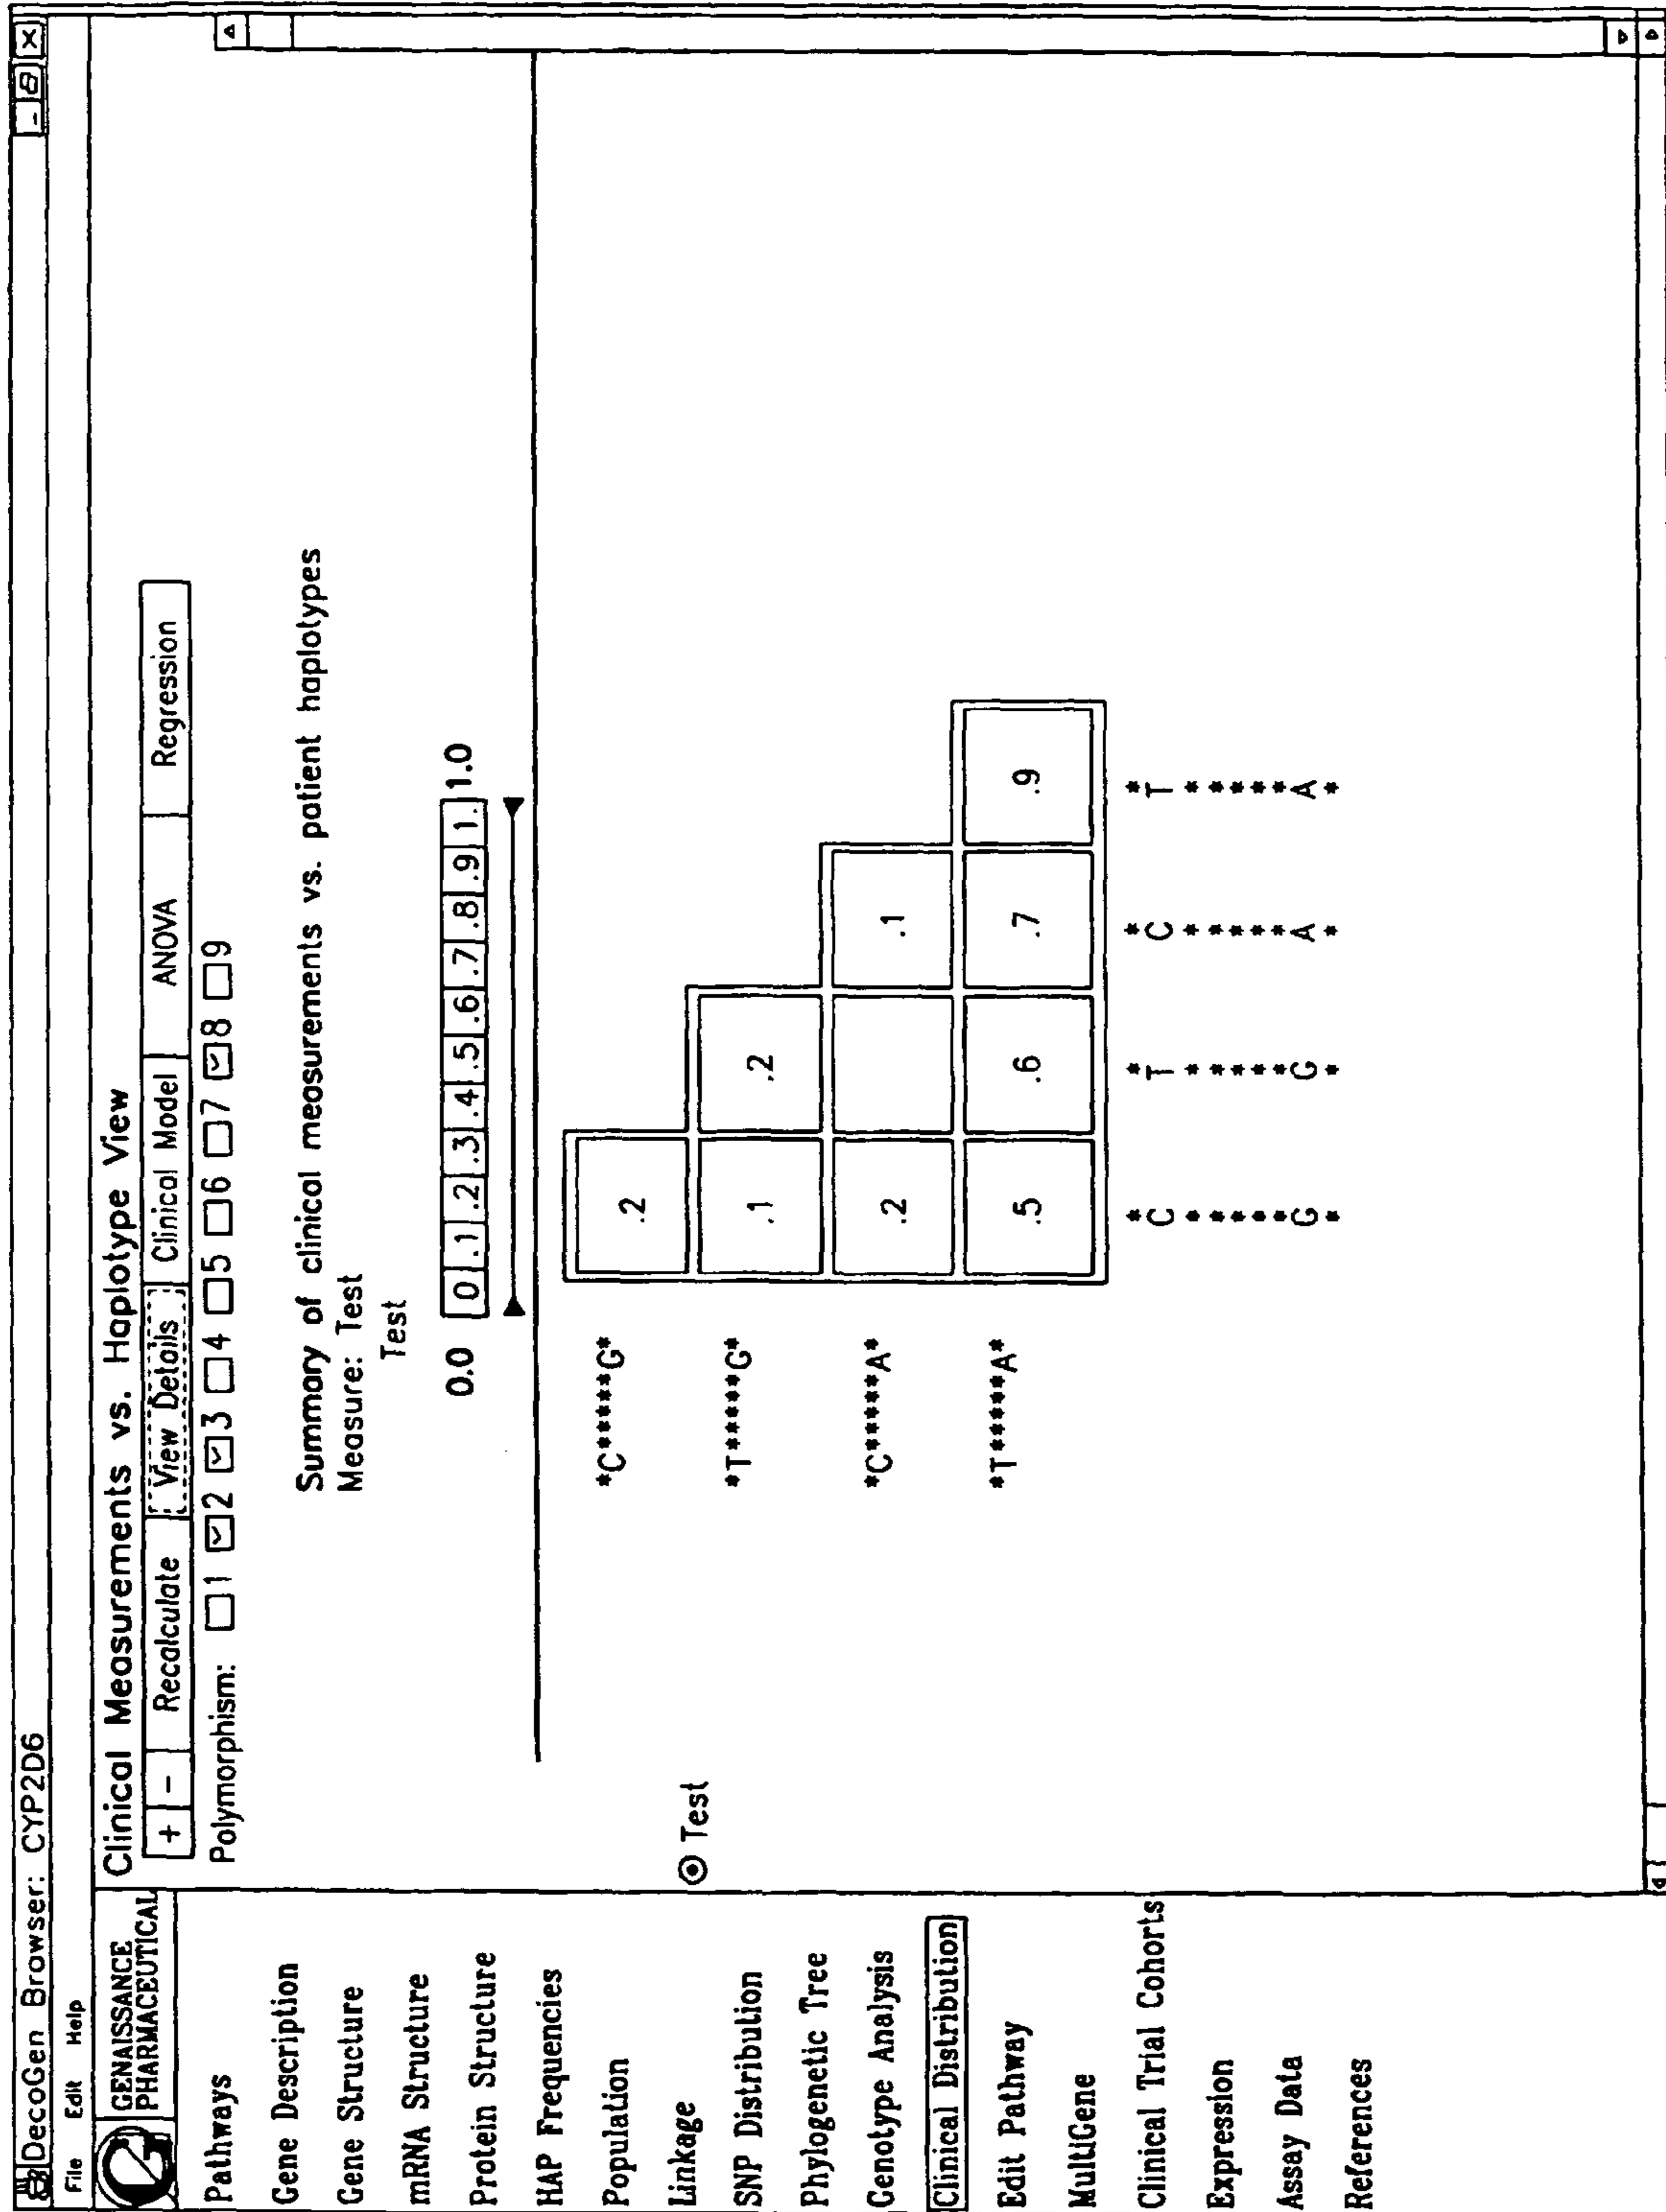 DecoGen Browser: CYP2D6
File Edit Help
GENAISSANCE
PHARMACEUTICAL
Pathways
Gene Description
Gene Structure
mRNA Structure
Protein Structure
HAP Frequencies
Population
Linkage
SNP Distribution
Phylogenetic Tree
Genotype Analysis
Clinical Distribution
Edit Pathway
MultiGene
Clinical Trial Cohorts
Expression
Assay Data
References
Clinical Measurements vs. Haplotype View
+ - Recalculate View Details Clinical Model ANOVA Regression
Polymorphism: 1 2 3 4 5 6 7 8 9
Summary of clinical measurements vs. patient haplotypes
Measure: Test
Test
0.0 0 .1 .2 .3 .4 .5 .6 .7 .8 .9 1. 1.0
Test
*C*****G* .2
*T*****G* .1 .2
*C*****A* .2 .1
*T*****A* .5 .6 .7 .9
*C*****G* *T*****G* *C*****A* *T*****A*